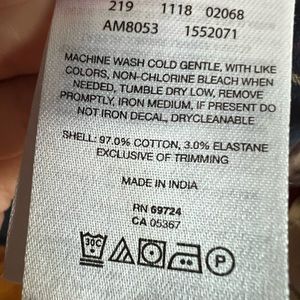 219 1118 02068
AM8053 1552071
MACHINE WASH COLD GENTLE, WITH LIKE
COLORS, NON-CHLORINE BLEACH WHEN
NEEDED, TUMBLE DRY LOW, REMOVE
PROMPTLY, IRON MEDIUM, IF PRESENT DO
NOT IRON DECAL, DRYCLEANABLE
SHELL: 97.0% COTTON, 3.0% ELASTANE
EXCLUSIVE OF TRIMMING
MADE IN INDIA
RN 69724
CA 05367
30C P